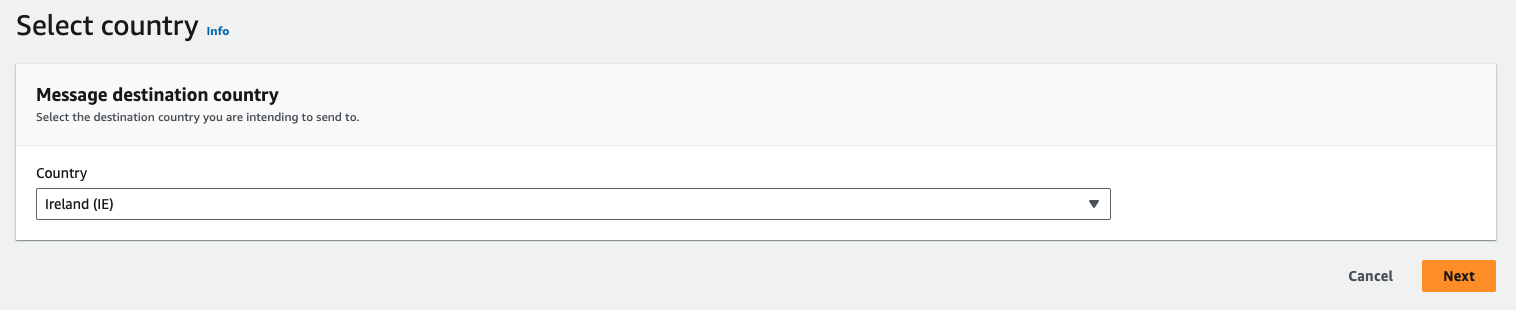 Select country Info
Message destination country
Select the destination country you are intending to send to.
Country
Ireland (IE)
Cancel Next